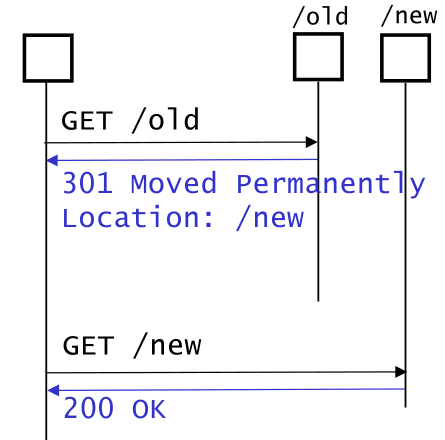 /old
/new
GET /old
301 Moved Permanently
Location: /new
GET /new
200 OK